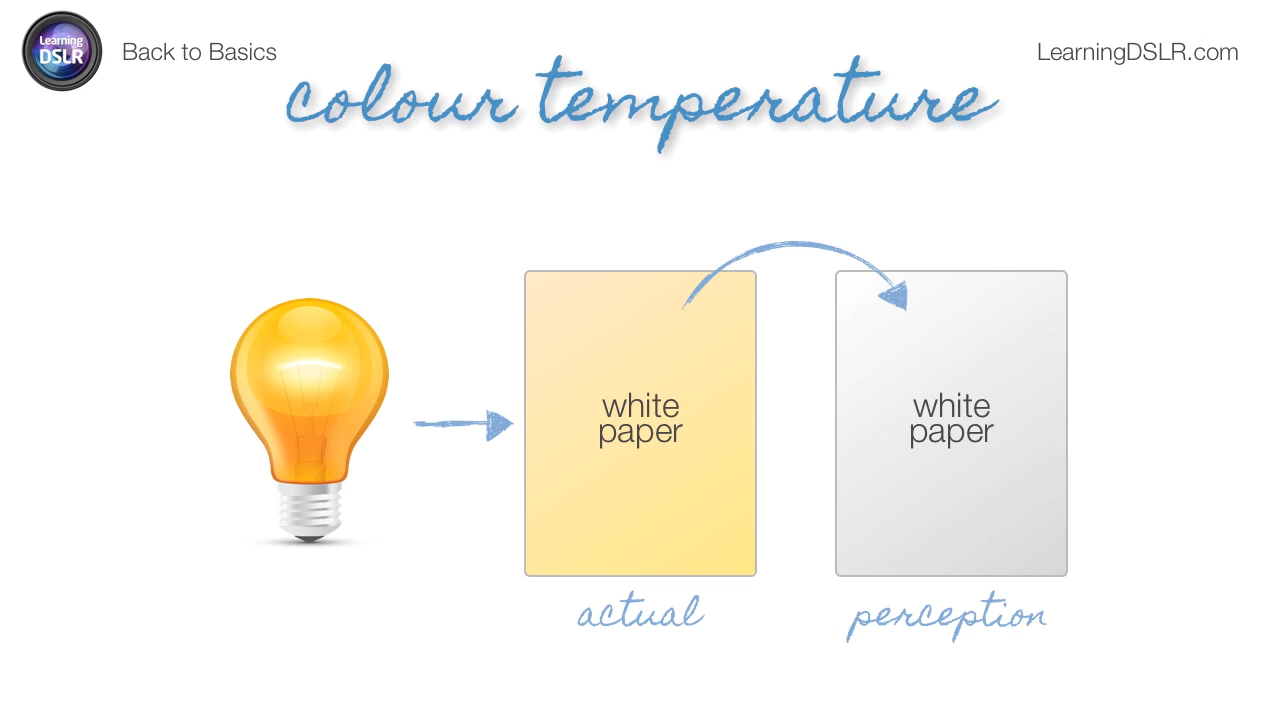 Learning
DSLR
Back to Basics
LearningDSLR.com
colour temperature
white
paper
white
paper
actual
perception